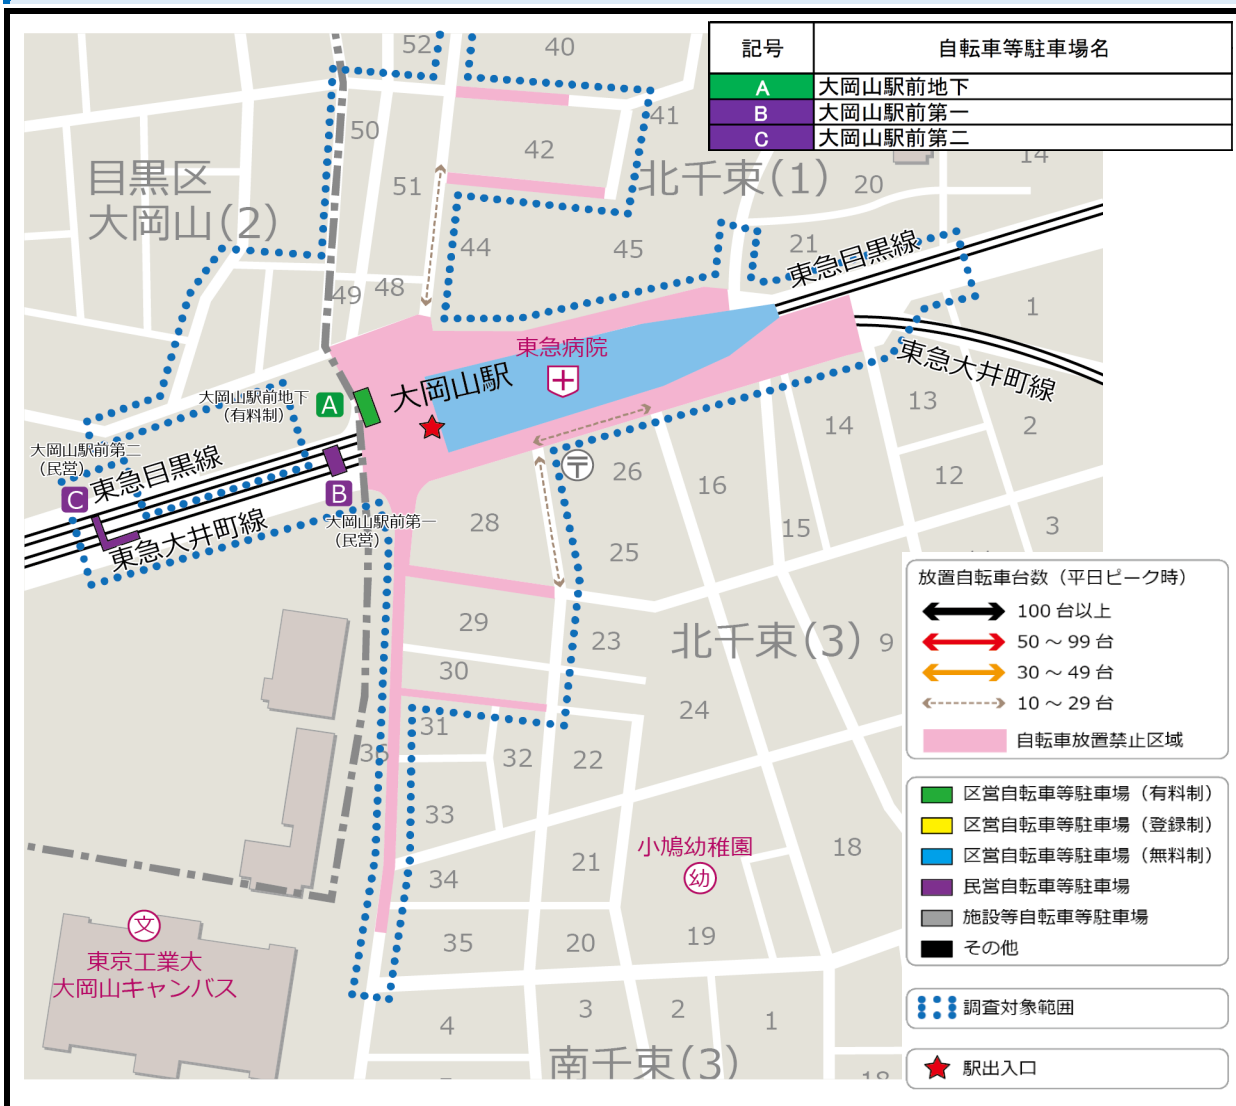 記号 自転車等駐車場名
A 大岡山駅前地下
B 大岡山駅前第一
C 大岡山駅前第二
52
40
41
50
42
51
14
目黒区
大岡山(2)
北千束(1)
20
44
45
21
東急目黒線
49
48
1
東急病院
東急大井町線
大岡山駅
大岡山駅前地下
(有料制)
A
13
14
2
大岡山駅前第二
(民営)
東急目黒線
C
B
大岡山駅前第一
(民営)
東急大井町線
〒
26
16
12
28
15
3
25
29
23
北千束(3)
9
30
24
31
36
32
22
33
小鳩幼稚園
幼
21
18
34
文
東京工業大
大岡山キャンバス
35
20
19
4
3
2
1
南千束(3)
18
放置自転車台数（平日ピーク時）
100 台以上
50 ～ 99 台
30 ～ 49 台
10 ～ 29 台
自転車放置禁止区域
区営自転車等駐車場（有料制）
区営自転車等駐車場（登録制）
区営自転車等駐車場（無料制）
民営自転車等駐車場
施設等自転車等駐車場
その他
調査対象範囲
駅出入口